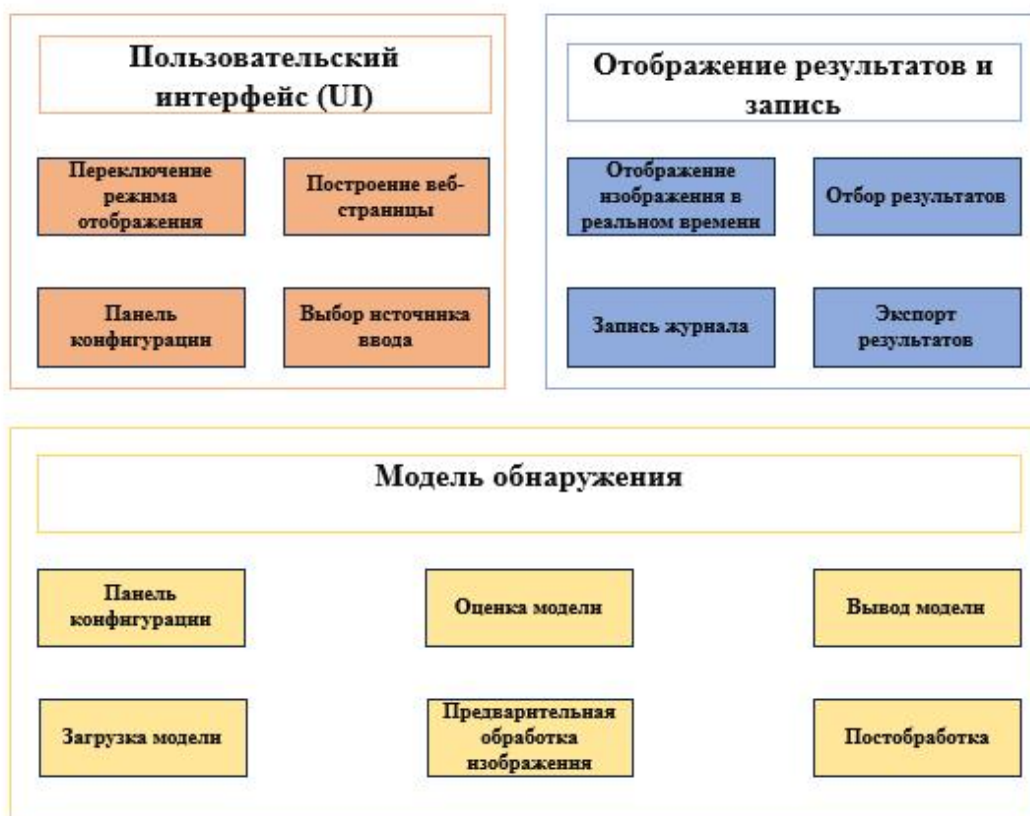 Пользовательский
интерфейс (UI)
Переключение
режима
отображения
Построение веб-
страницы
Панель
конфигурации
Выбор источника
ввода
Отображение результатов и
запись
Отображение
изображения в
реальном времени
Отбор результатов
Запись журнала
Экспорт
результатов
Модель обнаружения
Панель
конфигурации
Оценка модели
Вывод модели
Загрузка модели
Предварительная
обработка
изображения
Постобработка